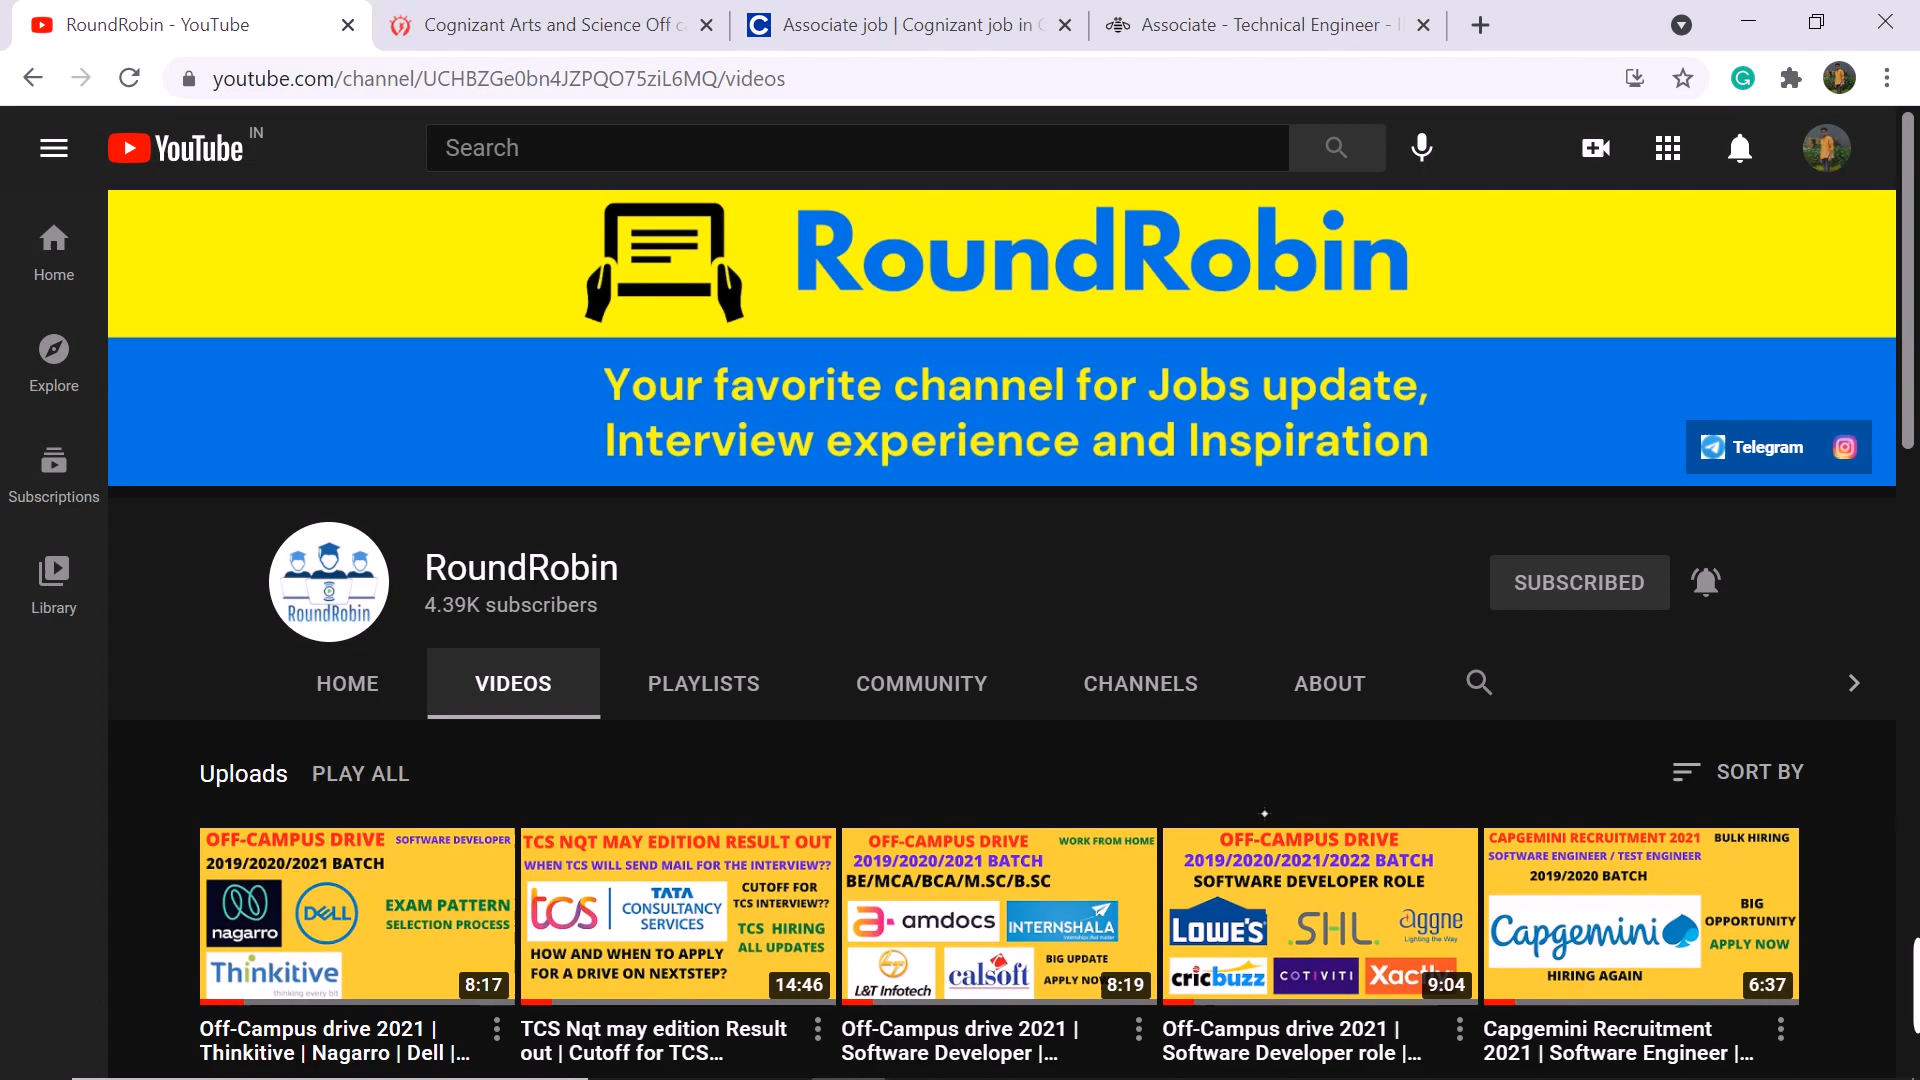 RoundRobin - YouTube
Cognizant Arts and Science Off c
Associate job | Cognizant job in C
Associate - Technical Engineer - I
youtube.com/channel/UCHBZGe0bn4JZPQO75ziL6MQ/videos
YouTube IN
Search
Home
Explore
Subscriptions
Library
RoundRobin
Your favorite channel for Jobs update,
Interview experience and Inspiration
Telegram
RoundRobin
RoundRobin
4.39K subscribers
SUBSCRIBED
HOME
VIDEOS
PLAYLISTS
COMMUNITY
CHANNELS
ABOUT
Uploads
PLAY ALL
SORT BY
OFF-CAMPUS DRIVE
SOFTWARE DEVELOPER
2019/2020/2021 BATCH
nagarro
DELL
EXAM PATTERN
SELECTION PROCESS
Thinkitive
thinking every bit
8:17
Off-Campus drive 2021 |
Thinkitive | Nagarro | Dell |...
TCS NQT MAY EDITION RESULT OUT
WHEN TCS WILL SEND MAIL FOR THE INTERVIEW??
tcs
TATA
CONSULTANCY
SERVICES
CUTOFF FOR
TCS INTERVIEW??
TCS HIRING
ALL UPDATES
HOW AND WHEN TO APPLY
FOR A DRIVE ON NEXTSTEP?
14:46
TCS Nqt may edition Result
out | Cutoff for TCS...
OFF-CAMPUS DRIVE
WORK FROM HOME
2019/2020/2021 BATCH
BE/MCA/BCA/M.SC/B.SC
amdocs
INTERNSHALA
L&T Infotech
calsoft
BIG UPDATE
APPLY NOW
8:19
Off-Campus drive 2021 |
Software Developer |...
OFF-CAMPUS DRIVE
2019/2020/2021/2022 BATCH
SOFTWARE DEVELOPER ROLE
LOWE'S
SHL
aggne
Lighting the Way
cricbuzz
COTIVITI
Xactly
9:04
Off-Campus drive 2021 |
Software Developer role |...
CAPGEMINI RECRUITMENT 2021
BULK HIRING
SOFTWARE ENGINEER / TEST ENGINEER
2019/2020 BATCH
Capgemini
BIG
OPPORTUNITY
APPLY NOW
HIRING AGAIN
6:37
Capgemini Recruitment
2021 | Software Engineer |...